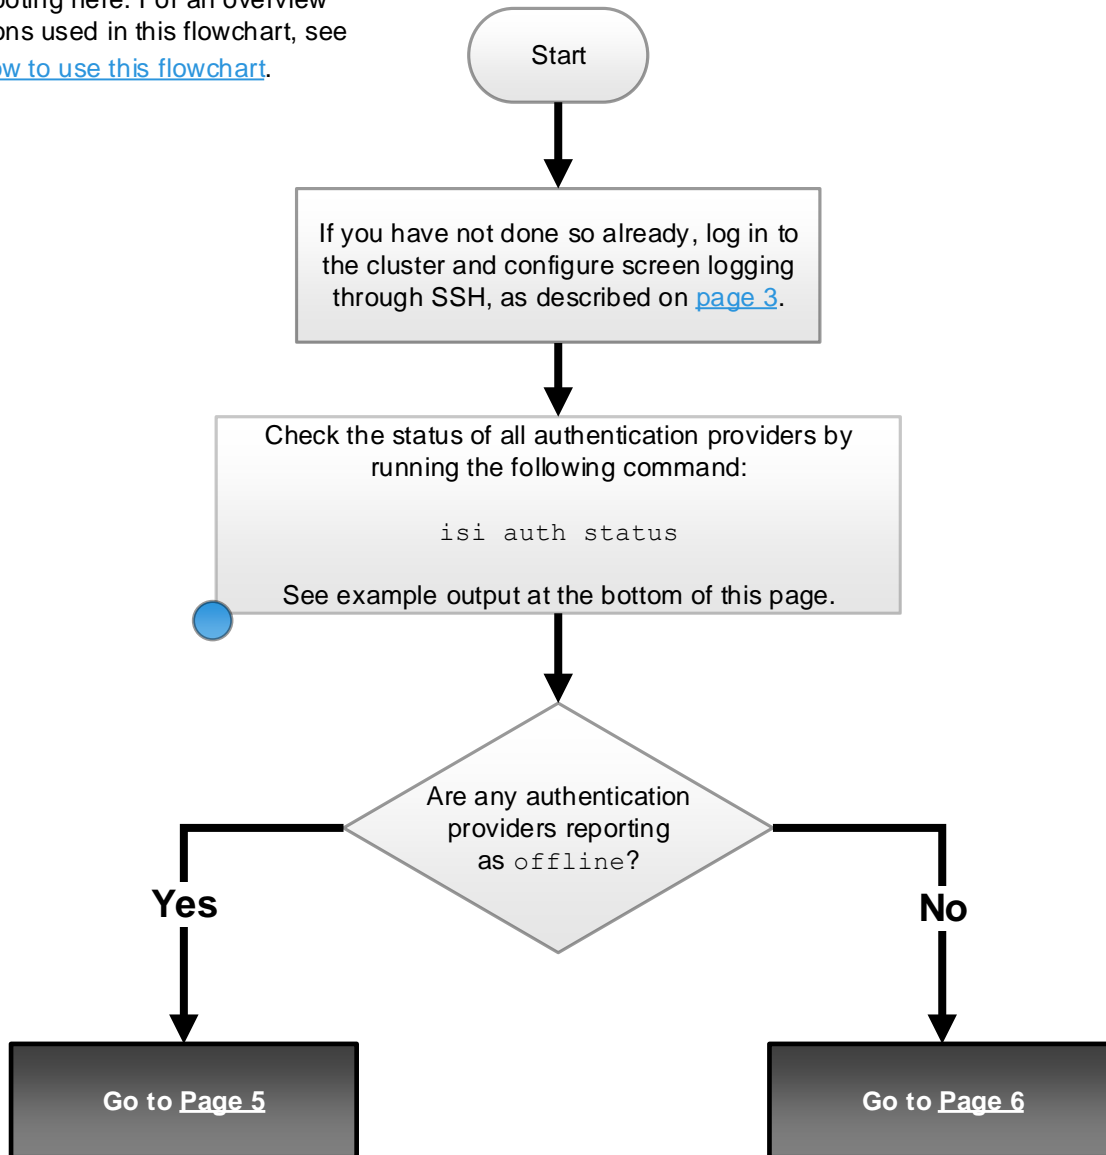 here. For an overview
used in this flowchart, see
to use this flowchart.
Start
If you have not done so already, log in to
the cluster and configure screen logging
through SSH, as described on page 3.
Check the status of all authentication providers by
running the following command:
isi auth status
See example output at the bottom of this page.
Are any authentication
providers reporting
as offline?
Yes
No
Go to Page 5
Go to Page 6